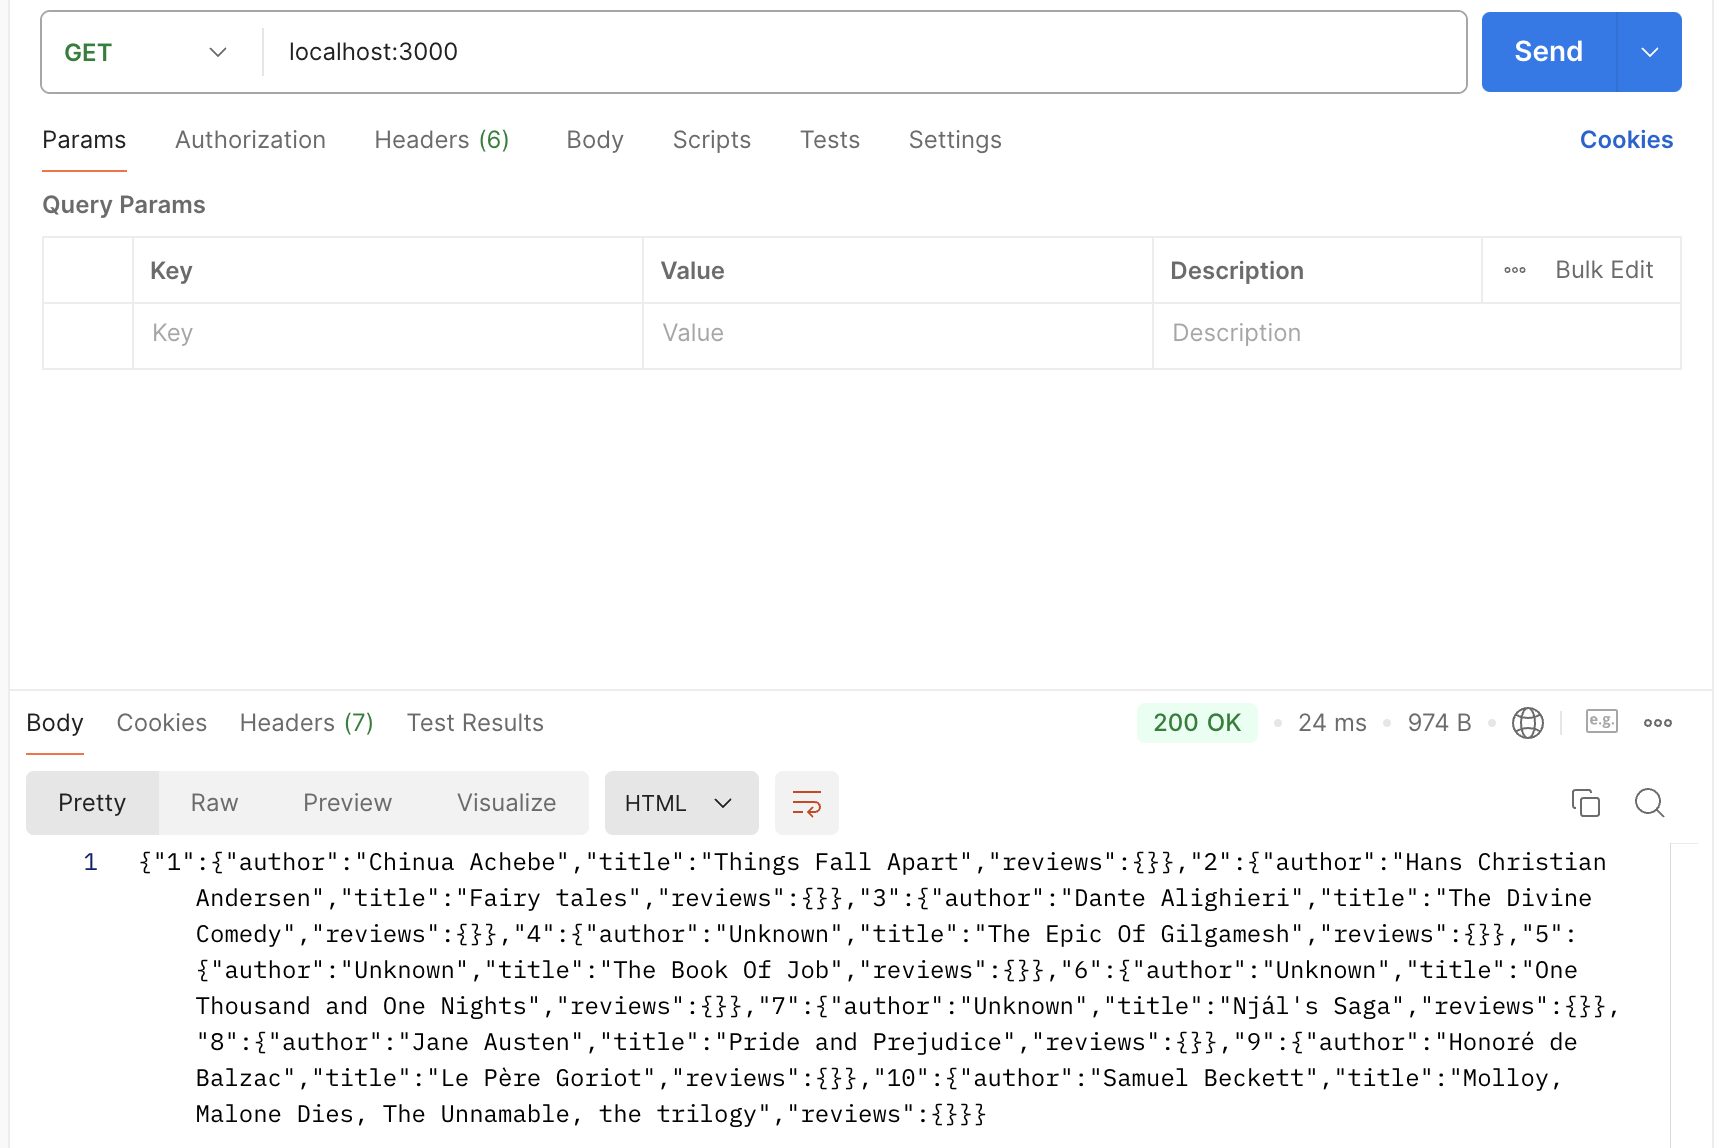 GET localhost:3000 Send
Params Authorization Headers (6) Body Scripts Tests Settings Cookies
Query Params
Key Value Description Bulk Edit
Key Value Description
Body Cookies Headers (7) Test Results 200 OK 24 ms 974 B e.g.
Pretty Raw Preview Visualize HTML
1 {"1":{"author":"Chinua Achebe","title":"Things Fall Apart","reviews":{}},"2":{"author":"Hans Christian
Andersen","title":"Fairy tales","reviews":{}},"3":{"author":"Dante Alighieri","title":"The Divine
Comedy","reviews":{}},"4":{"author":"Unknown","title":"The Epic Of Gilgamesh","reviews":{}},"5":
{"author":"Unknown","title":"The Book Of Job","reviews":{}},"6":{"author":"Unknown","title":"One
Thousand and One Nights","reviews":{}},"7":{"author":"Unknown","title":"Njál's Saga","reviews":{}},
"8":{"author":"Jane Austen","title":"Pride and Prejudice","reviews":{}},"9":{"author":"Honoré de
Balzac","title":"Le Père Goriot","reviews":{}},"10":{"author":"Samuel Beckett","title":"Molloy,
Malone Dies, The Unnamable, the trilogy","reviews":{}}}